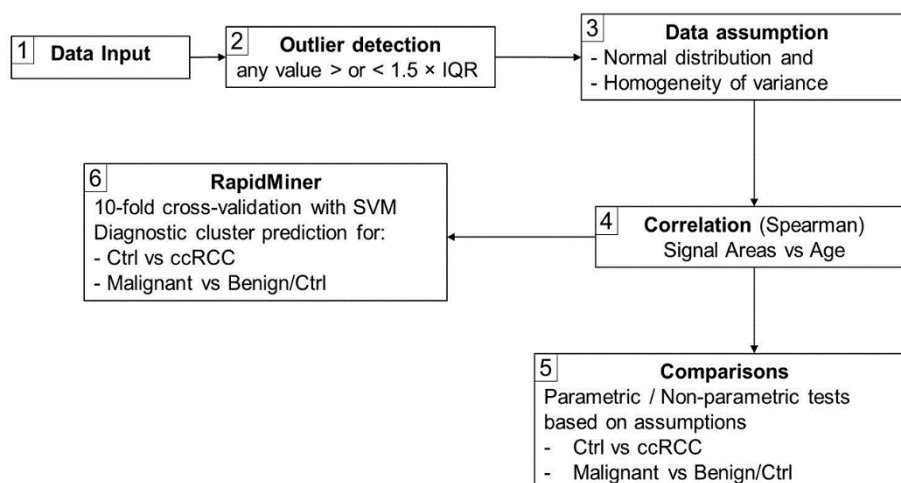 1
Data Input
2
Outlier detection
any value > or < 1.5 × IQR
3
Data assumption
- Normal distribution and
- Homogeneity of variance
4
Correlation (Spearman)
Signal Areas vs Age
5
Comparisons
Parametric / Non-parametric tests
based on assumptions
- Ctrl vs ccRCC
- Malignant vs Benign/Ctrl
6
RapidMiner
10-fold cross-validation with SVM
Diagnostic cluster prediction for:
- Ctrl vs ccRCC
- Malignant vs Benign/Ctrl